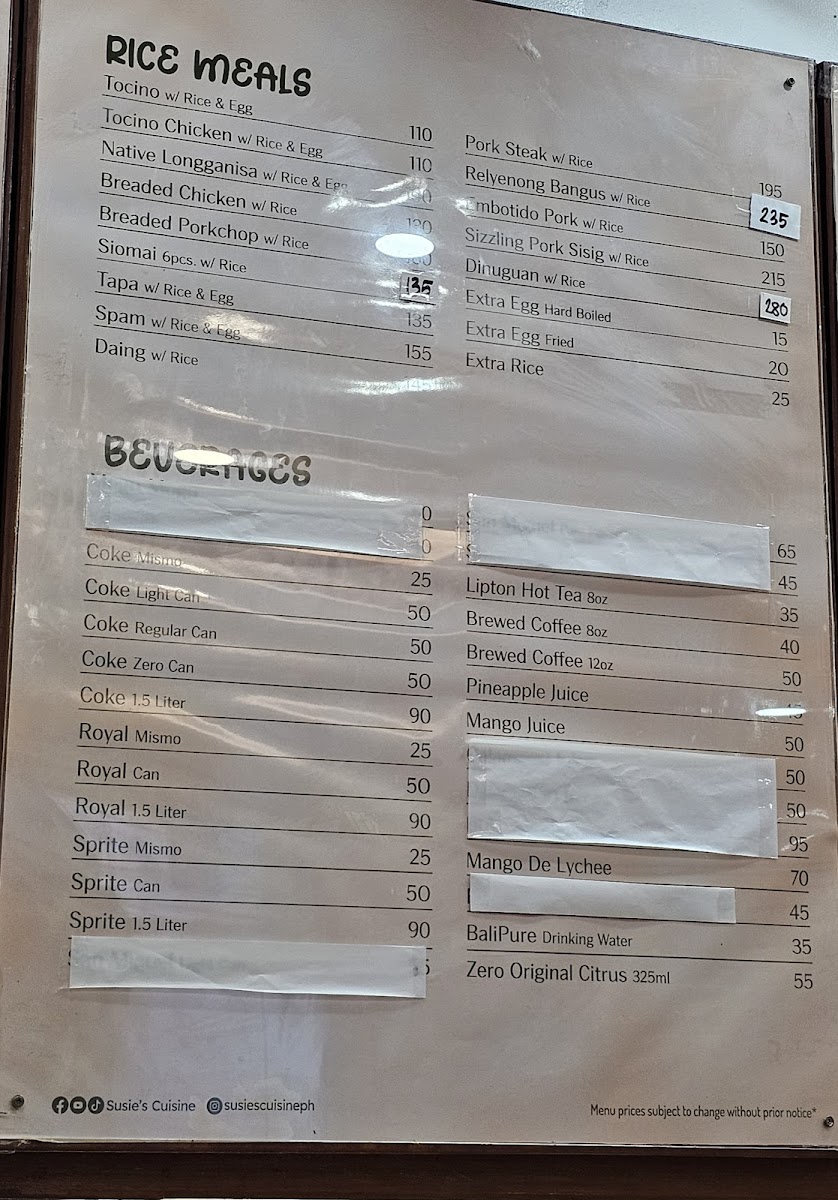 RICE MEALS
Tocino w/ Rice & Egg 110
Tocino Chicken w/ Rice & Egg 110
Native Longganisa w/ Rice & Egg
Breaded Chicken w/ Rice
Breaded Porkchop w/ Rice
Siomai 6pcs. w/ Rice 135
Tapa w/ Rice & Egg 135
Spam w/ Rice & Egg 155
Daing w/ Rice
Pork Steak w/ Rice 195
Relyenong Bangus w/ Rice 235
Embotido Pork w/ Rice 150
Sizzling Pork Sisig w/ Rice 215
Dinuguan w/ Rice 280
Extra Egg Hard Boiled 15
Extra Egg Fried 20
Extra Rice 25
BEVERAGES
Coke Mismo 25
Coke Light Can 50
Coke Regular Can 50
Coke Zero Can 50
Coke 1.5 Liter 90
Royal Mismo 25
Royal Can 50
Royal 1.5 Liter 90
Sprite Mismo 25
Sprite Can 50
Sprite 1.5 Liter 90
65
45
Lipton Hot Tea 8oz 35
Brewed Coffee 8oz 40
Brewed Coffee 12oz 50
Pineapple Juice
Mango Juice 50
50
50
95
Mango De Lychee 70
45
BaliPure Drinking Water 35
Zero Original Citrus 325ml 55
Susie's Cuisine susiescuisineph
Menu prices subject to change without prior notice*